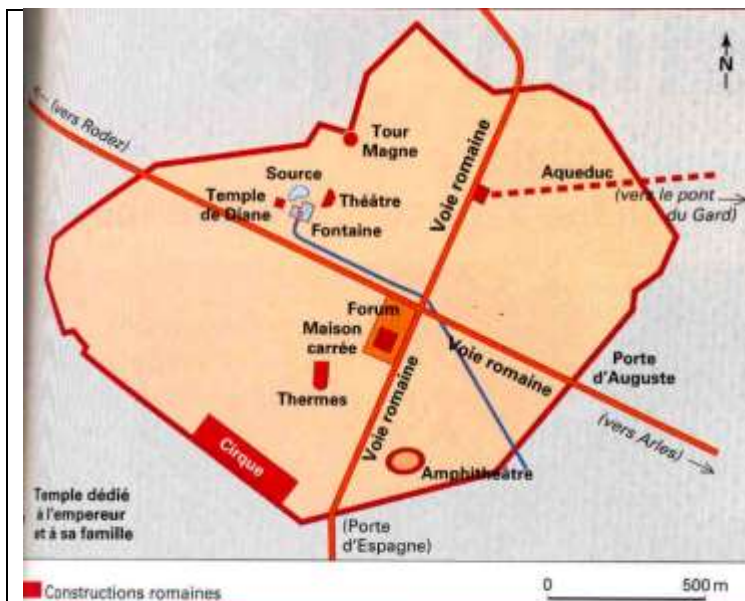 N
← (vers Rodez)
Tour
Magne
Voie romaine
Aqueduc
(vers le pont
du Gard)
Source
Temple
de Diane
Théâtre
Fontaine
Forum
Maison
carrée
Voie romaine
Porte
d'Auguste
Thermes
Voie romaine
(vers Arles)
Cirque
Amphithéâtre
Temple dédié
à l'empereur
et à sa famille
(Porte
d'Espagne)
Constructions romaines
0 500 m